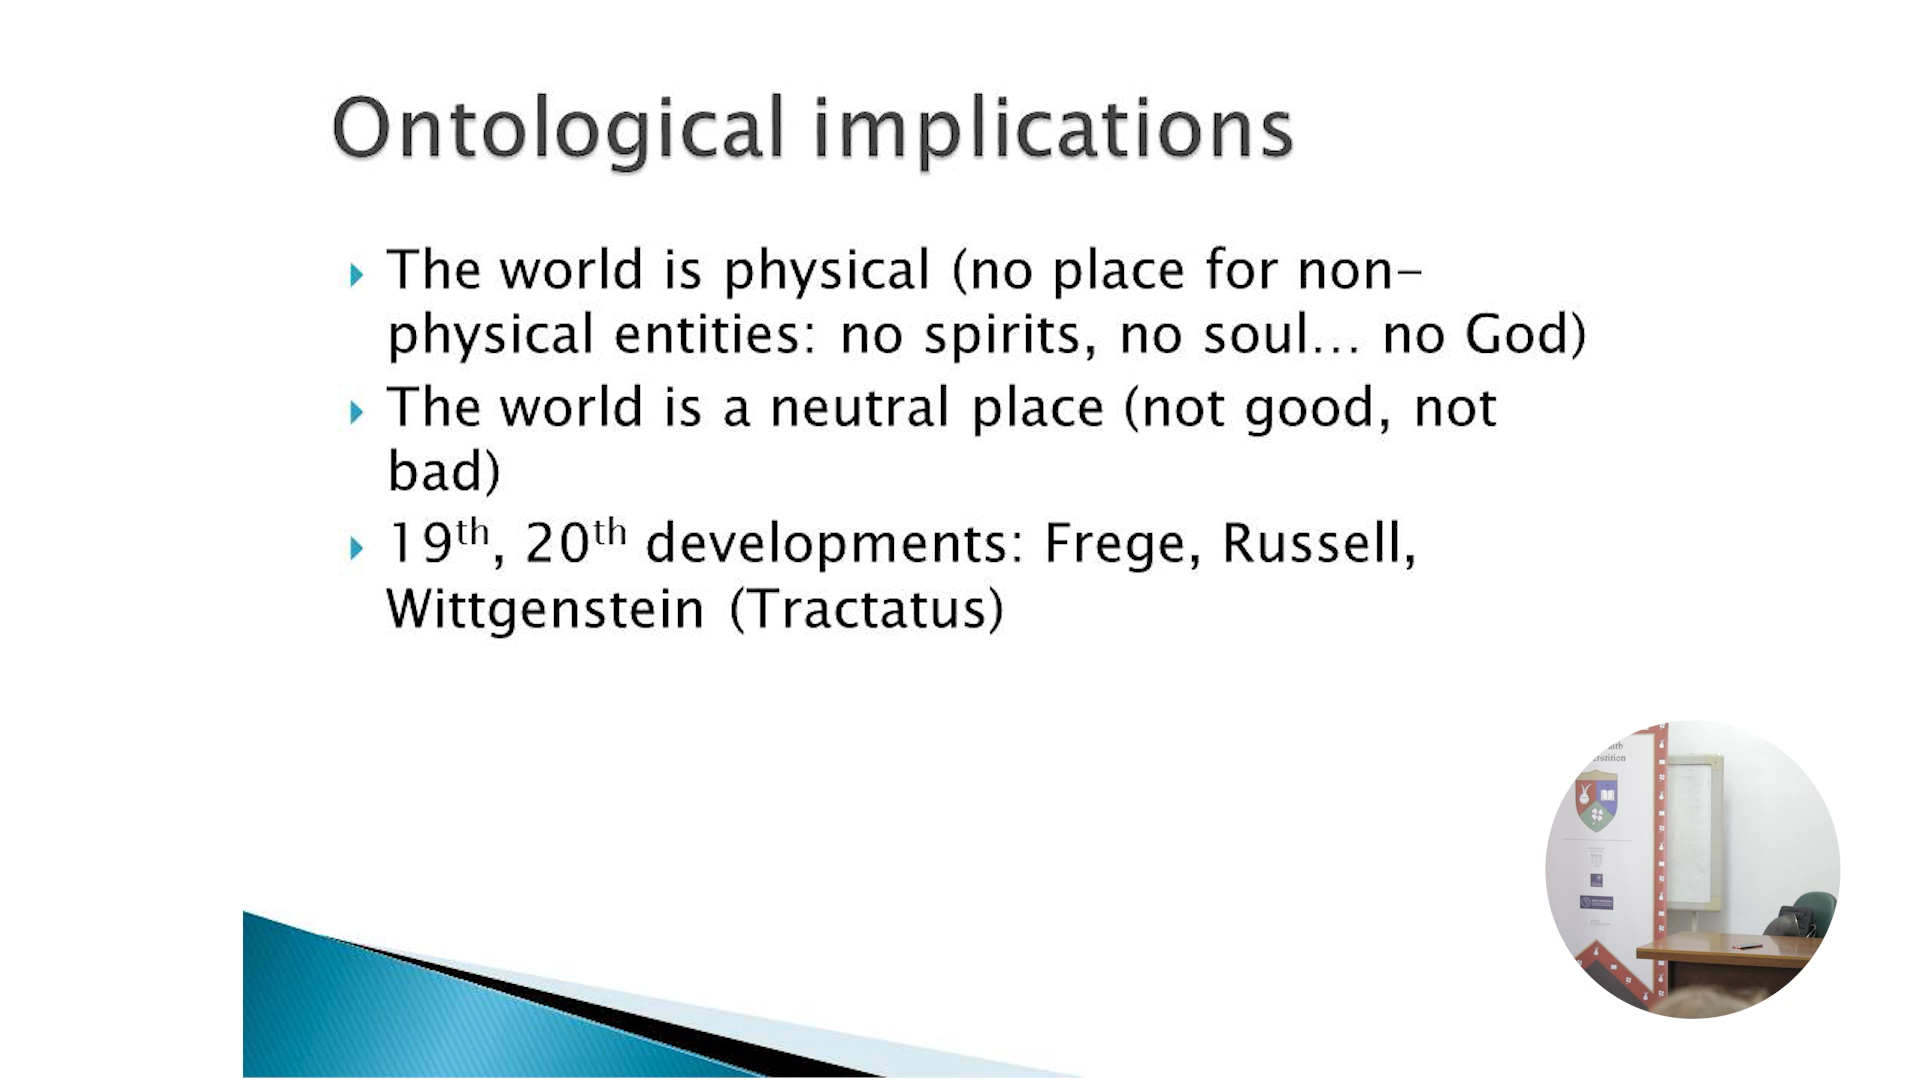 Ontological implications
The world is physical (no place for non-
physical entities: no spirits, no soul... no God)
The world is a neutral place (not good, not
bad)
19th, 20th developments: Frege, Russell,
Wittgenstein (Tractatus)